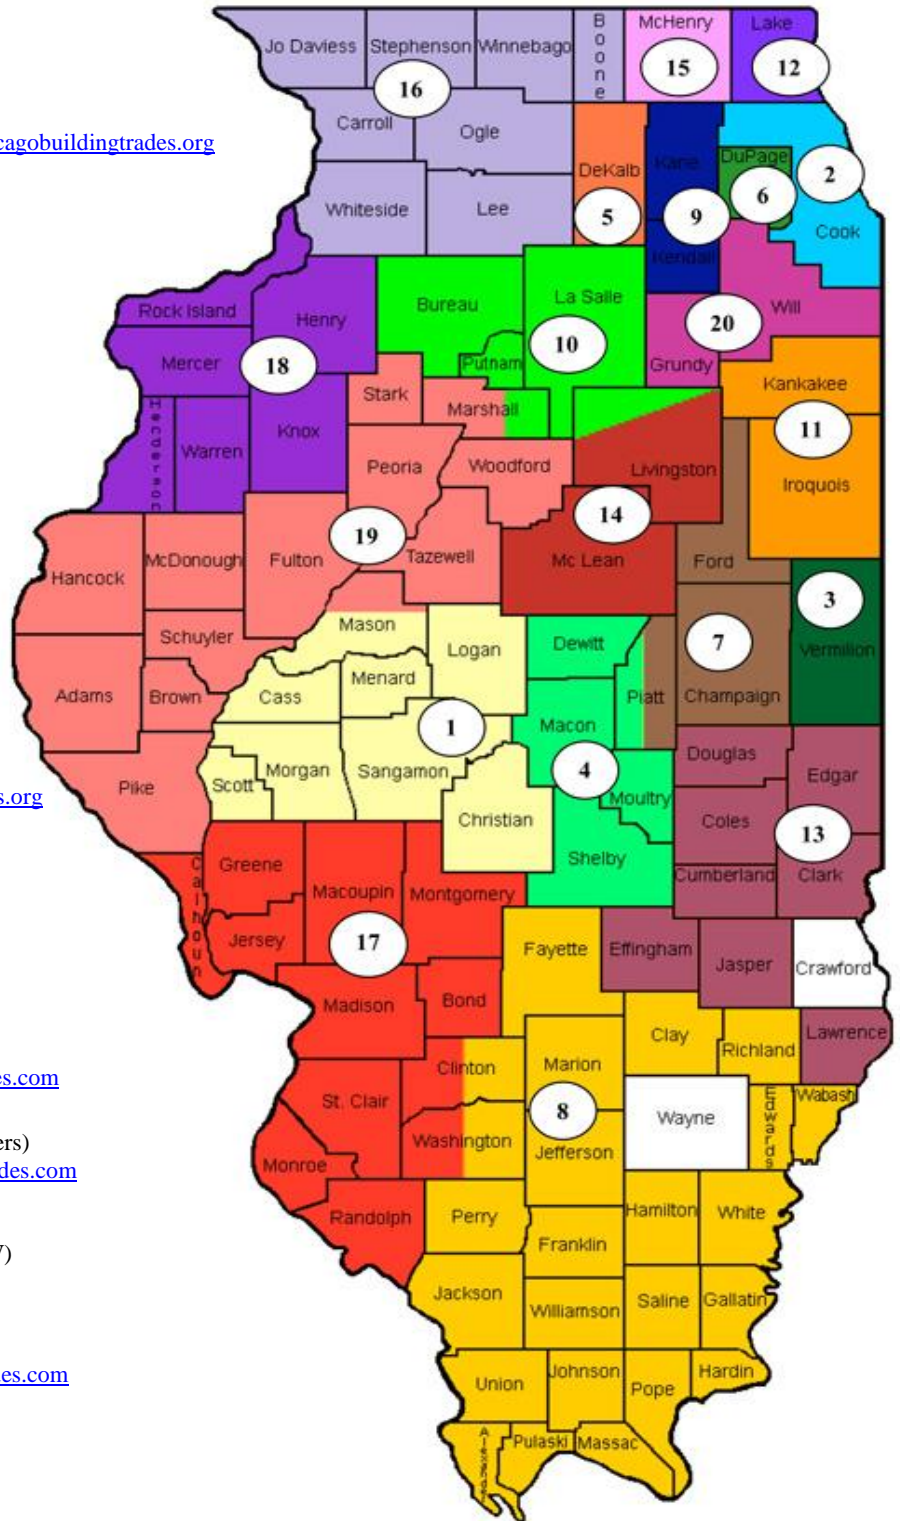 Jo Daviess
Stephenson
Winnebago
Boone
McHenry
Lake
16
15
12
cagobuildingtrades.org
Carroll
Ogle
DeKalb
Kane
DuPage
2
6
Whiteside
Lee
5
9
Cook
Kendall
Rock Island
Henry
Bureau
La Salle
Will
20
10
Mercer
18
Putnam
Grundy
Stark
Kankakee
Marshall
Henderson
Warren
Knox
11
Peoria
Woodford
Livingston
Iroquois
14
19
Hancock
McDonough
Fulton
Tazewell
Mc Lean
Ford
3
Mason
Schuyler
Logan
Dewitt
7
Vermilion
Adams
Brown
Cass
Menard
Piatt
Champaign
1
Macon
Pike
Scott
Morgan
Sangamon
4
Douglas
Edgar
s.org
Moultry
Christian
Coles
13
Shelby
Greene
Calhoun
Macoupin
Montgomery
Cumberland
Clark
Jersey
17
Fayette
Effingham
Jasper
Crawford
Madison
Bond
Clay
Richland
Lawrence
Clinton
Marion
es.com
St. Clair
8
Wayne
Edwards
Wabash
ers)
Washington
Jefferson
des.com
Monroe
Randolph
Perry
Hamilton
White
Franklin
7)
Jackson
Williamson
Saline
Gallatin
les.com
Union
Johnson
Pope
Hardin
Alexander
Pulaski
Massac